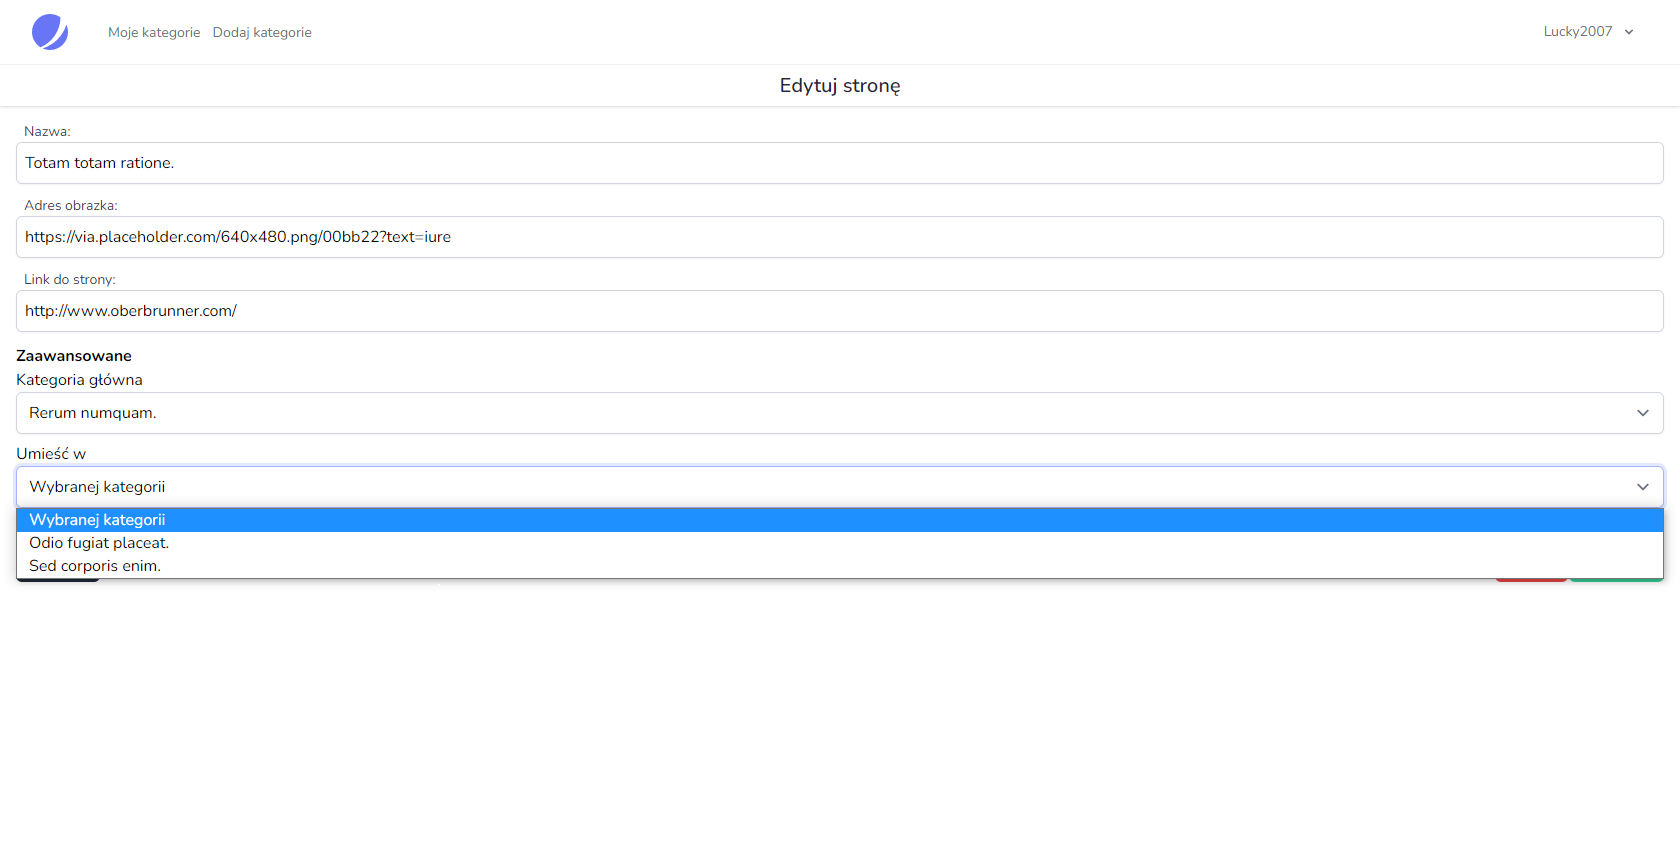 Moje kategorie Dodaj kategorie Lucky2007
Edytuj stronę
Nazwa:
Totam totam ratione.
Adres obrazka:
https://via.placeholder.com/640x480.png/00bb22?text=iure
Link do strony:
http://www.oberbrunner.com/
Zaawansowane
Kategoria główna
Rerum numquam.
Umieść w
Wybranej kategorii
Wybranej kategorii
Odio fugiat placeat.
Sed corporis enim.